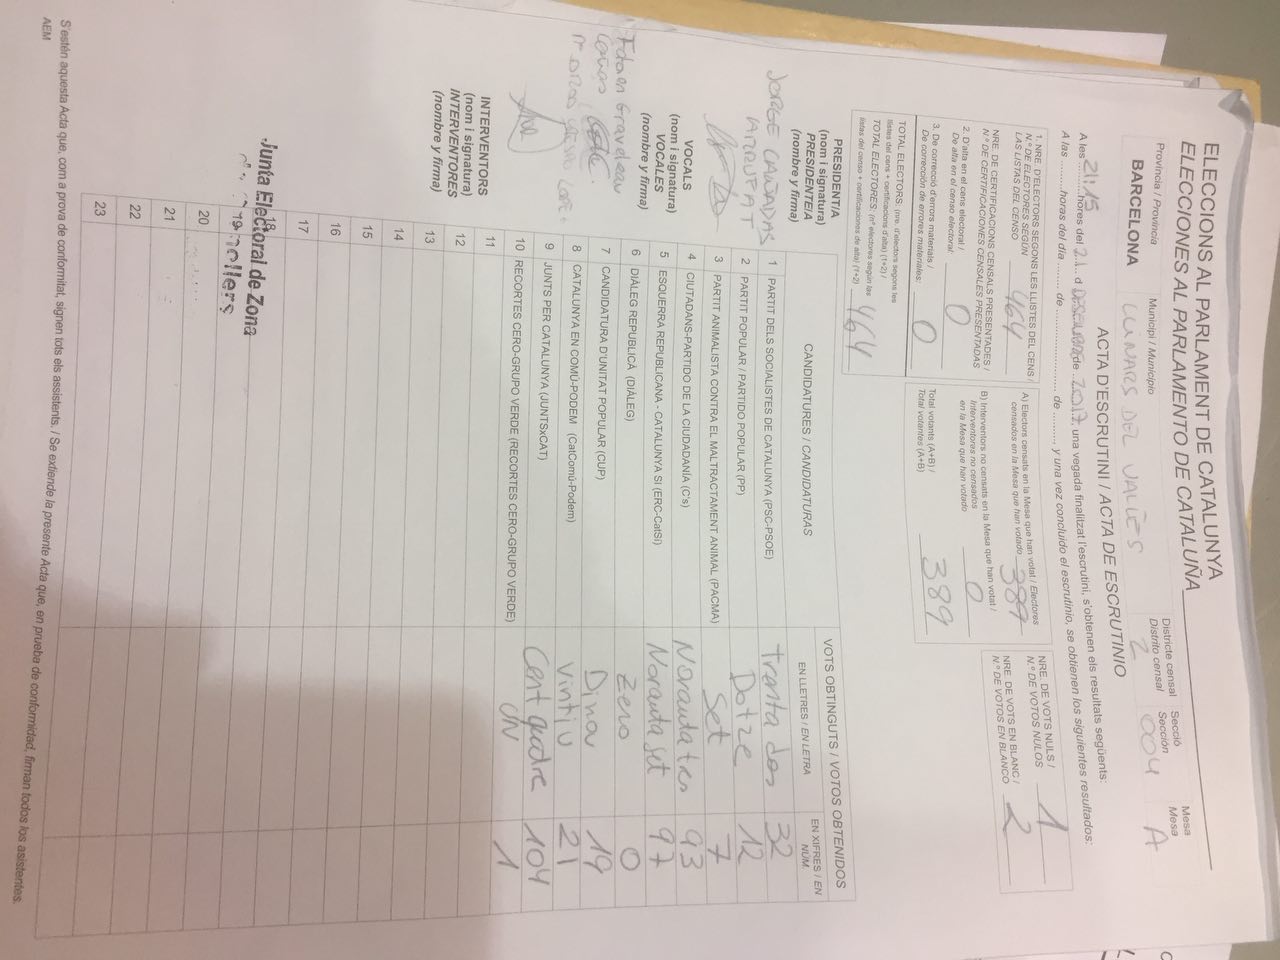 ELECCIONS AL PARLAMENT DE CATALUNYA
ELECCIONES AL PARLAMENTO DE CATALUÑA
Província / Provincia
BARCELONA
Municipi / Municipio
LLINARS DEL VALLÈS
Districte censal
Distrito censal
2
Secció
Sección
004
Mesa
Mesa
A
ACTA D'ESCRUTINI / ACTA DE ESCRUTINIO
A les 21:15 hores del 21 d DESEMBRE de 2017, una vegada finalitzat l'escrutini, s'obtenen els resultats següents:
A las ......... horas del día ......... de ......... de ......... y una vez concluido el escrutinio, se obtienen los siguientes resultados:
1. NRE. D'ELECTORS SEGONS LES LLISTES DEL CENS /
N.º DE ELECTORES SEGÚN
LAS LISTAS DEL CENSO
464
NRE. DE CERTIFICACIONS CENSALS PRESENTADES /
N.º DE CERTIFICACIONES CENSALES PRESENTADAS
2. D'alta en el cens electoral /
De alta en el censo electoral:
0
3. De correcció d'errors materials /
De corrección de errores materiales:
0
TOTAL ELECTORS: (nre. d'electors segons les
llistes del cens + certificacions d'alta) (1+2) /
TOTAL ELECTORES: (nº electores según las
listas del censo + certificaciones de alta) (1+2)
464
A) Electors censats en la Mesa que han votat / Electores
censados en la Mesa que han votado
389
B) Interventors no censats en la Mesa que han votat /
Interventores no censados
en la Mesa que han votado
0
Total votants (A+B) /
Total votantes (A+B)
389
NRE. DE VOTS NULS /
N.º DE VOTOS NULOS
1
NRE. DE VOTS EN BLANC /
N.º DE VOTOS EN BLANCO
2
PRESIDENT/A
(nom i signatura)
PRESIDENTE/A
(nombre y firma)
JORGE CAÑADAS
ARRUFAT
VOCALS
(nom i signatura)
VOCALES
(nombre y firma)
INTERVENTORS
(nom i signatura)
INTERVENTORES
(nombre y firma)
CANDIDATURES / CANDIDATURAS
VOTS OBTINGUTS / VOTOS OBTENIDOS
EN LLETRES / EN LETRA
EN XIFRES / EN NÚM.
1 PARTIT DELS SOCIALISTES DE CATALUNYA (PSC-PSOE) trenta dos 32
2 PARTIT POPULAR / PARTIDO POPULAR (PP) Dotze 12
3 PARTIT ANIMALISTA CONTRA EL MALTRACTAMENT ANIMAL (PACMA) Set 7
4 CIUTADANS-PARTIDO DE LA CIUDADANÍA (C's) Noranta tres 93
5 ESQUERRA REPUBLICANA - CATALUNYA SÍ (ERC-CatSí) Noranta set 97
6 DIÀLEG REPUBLICÀ (DIÀLEG) Zero 0
7 CANDIDATURA D'UNITAT POPULAR (CUP) Dinou 19
8 CATALUNYA EN COMÚ-PODEM (CatComú-Podem) Vintiu 21
9 JUNTS PER CATALUNYA (JUNTSxCAT) Cent quatre 104
10 RECORTES CERO-GRUPO VERDE (RECORTES CERO-GRUPO VERDE) UN 1
11
12
13
14
15
16
17
18
19
20
21
22
23
Junta Electoral de Zona
S'estén aquesta Acta que, com a prova de conformitat, signen tots els assistents. / Se extiende la presente Acta que, en prueba de conformidad, firman todos los asistentes.
AEM